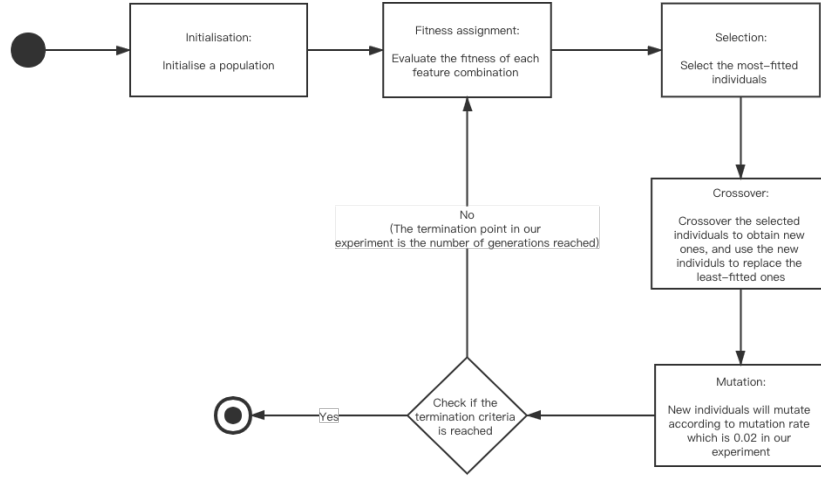 Initialisation:
Initialise a population
Fitness assignment:
Evaluate the fitness of each
feature combination
Selection:
Select the most-fitted
individuals
Crossover:
Crossover the selected
individuals to obtain new
ones, and use the new
individuls to replace the
least-fitted ones
No
(The termination point in our
experiment is the number of generations reached)
Mutation:
New individuals will mutate
according to mutation rate
which is 0.02 in our
experiment
Check if the
termination criteria
is reached
Yes